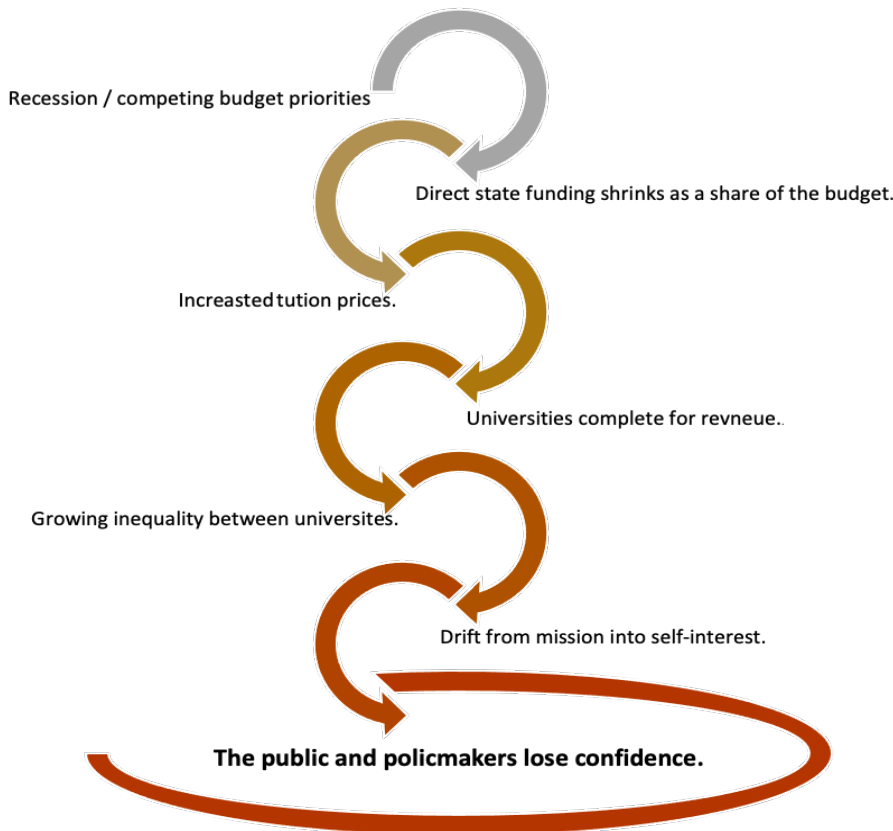 Recession / competing budget priorities
Direct state funding shrinks as a share of the budget.
Increasted tution prices.
Universities complete for revneue.
Growing inequality between universites.
Drift from mission into self-interest.
The public and policmakers lose confidence.